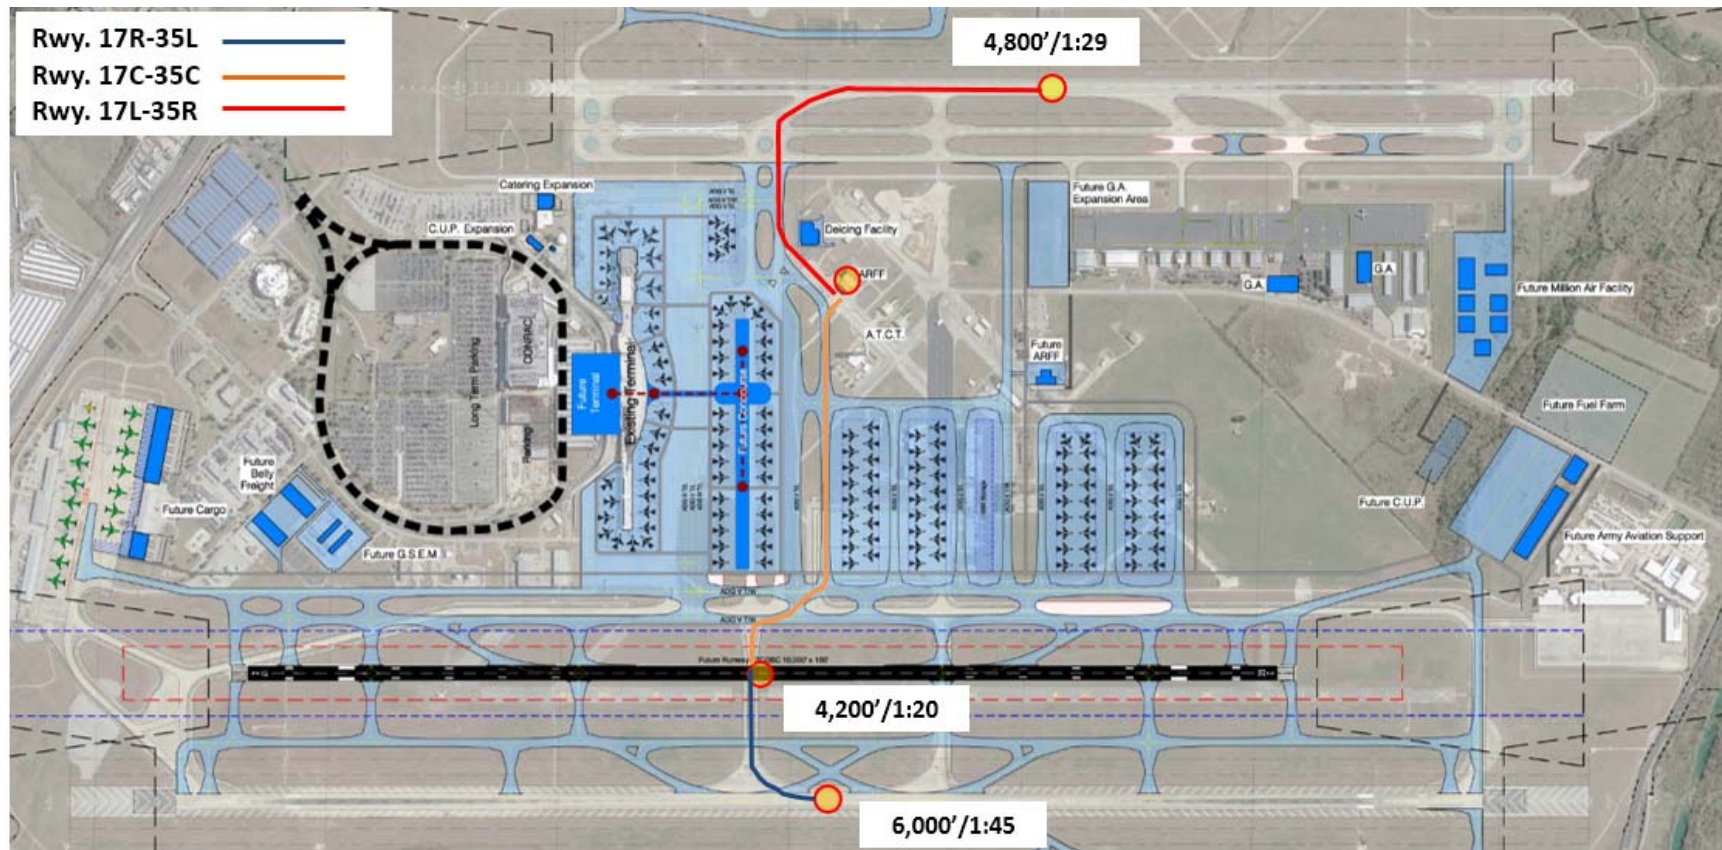 Rwy. 17R-35L
Rwy. 17C-35C
Rwy. 17L-35R
4,800’/1:29
Catering Expansion
C.U.P. Expansion
Future G.A.
Expansion Area
Deicing Facility
ARFF
G.A.
G.A.
Future Million Air Facility
A.T.C.T.
Future
ARFF
CONRAC
Long Term Parking
Parking
Future
Terminal
Existing Terminal
Future Concourse
Future Fuel Farm
Future
Belly
Freight
Future Cargo
Future G.S.E.M.
Future C.U.P.
Future Army Aviation Support
ADG V T/W
ADG V T/W
4,200’/1:20
6,000’/1:45